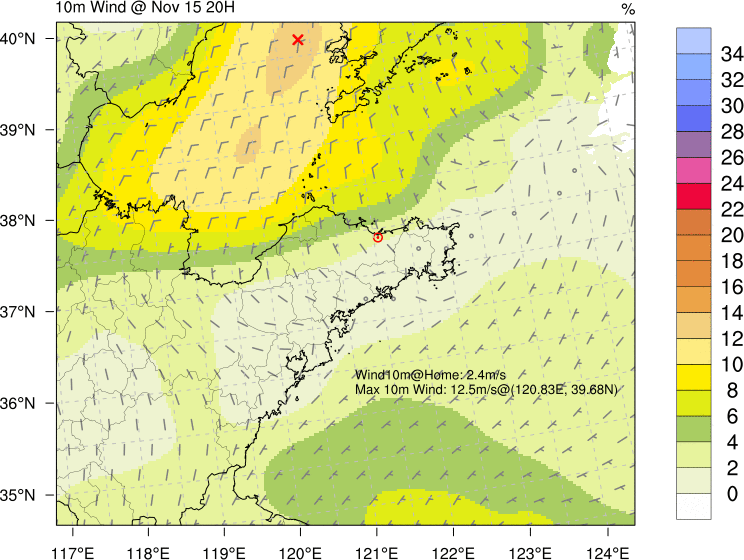 10m Wind @ Nov 15 20H
%
40°N
39°N
38°N
37°N
36°N
35°N
Wind10m@Home: 2.4m/s
Max 10m Wind: 12.5m/s@(120.83E, 39.68N)
117°E
118°E
119°E
120°E
121°E
122°E
123°E
124°E
34
32
30
28
26
24
22
20
18
16
14
12
10
8
6
4
2
0